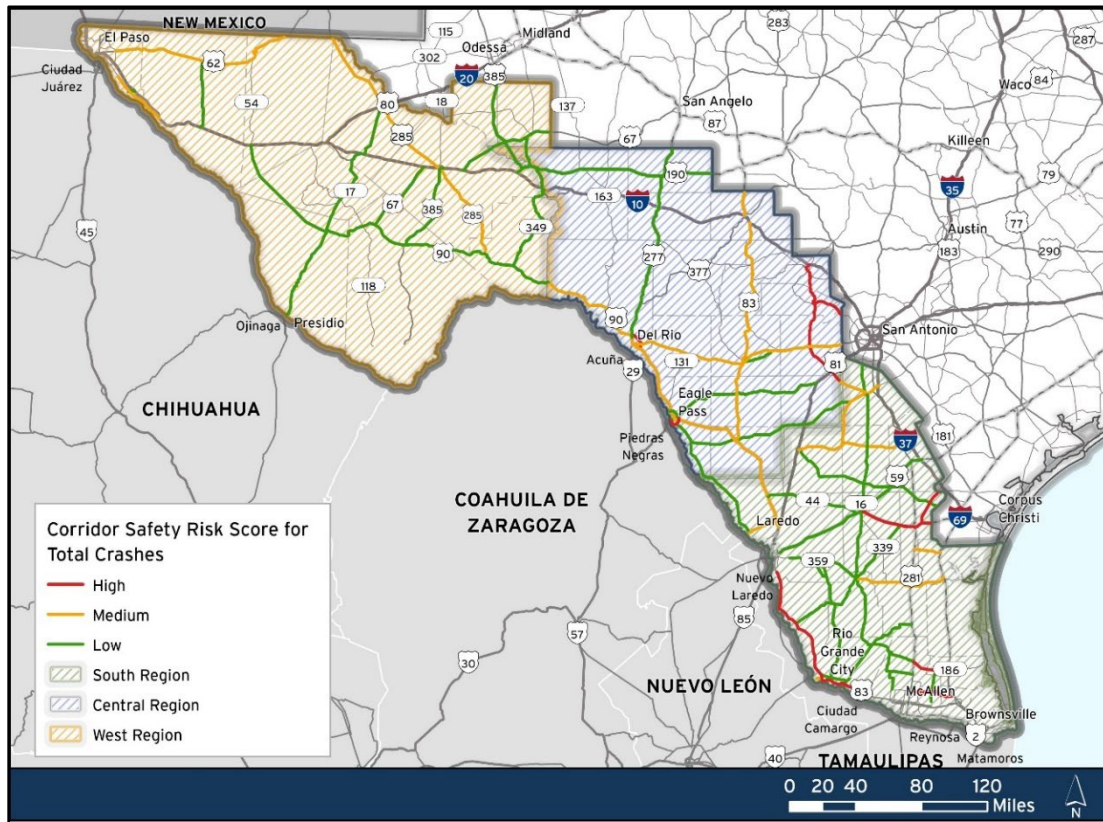 NEW MEXICO
El Paso
Ciudad
Juárez
62
54
115
302
Odessa
Midland
20
385
18
80
285
137
283
287
84
Waco
San Angelo
87
67
Killeen
35
79
77
Austin
183
290
190
163
10
17
67
385
285
349
90
118
45
Ojinaga
Presidio
277
377
83
90
Del Rio
Acuña
131
29
San Antonio
81
Eagle
Pass
Piedras
Negras
CHIHUAHUA
COAHUILA DE
ZARAGOZA
37
181
59
44
16
Laredo
Corpus
Christi
69
339
359
281
Nuevo
Laredo
85
57
30
Rio
Grande
City
186
McAllen
83
NUEVO LEÓN
Ciudad
Camargo
Brownsville
Reynosa
2
Matamoros
40
TAMAULIPAS
Corridor Safety Risk Score for
Total Crashes
High
Medium
Low
South Region
Central Region
West Region
0 20 40 80 120
Miles
N